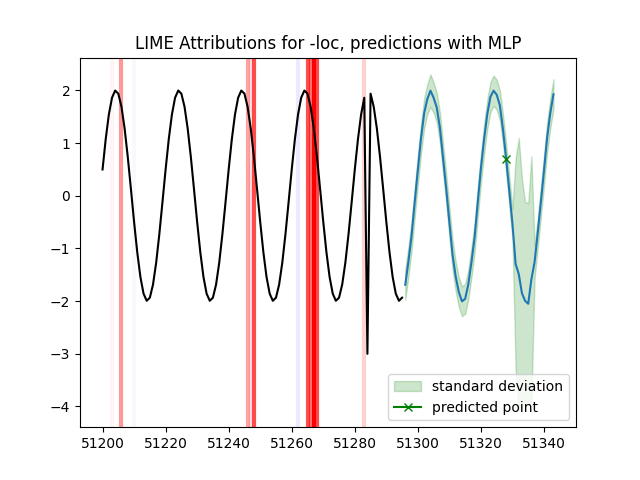 LIME Attributions for -loc, predictions with MLP
2
1
0
−1
−2
−3
−4
standard deviation
predicted point
51200 51220 51240 51260 51280 51300 51320 51340